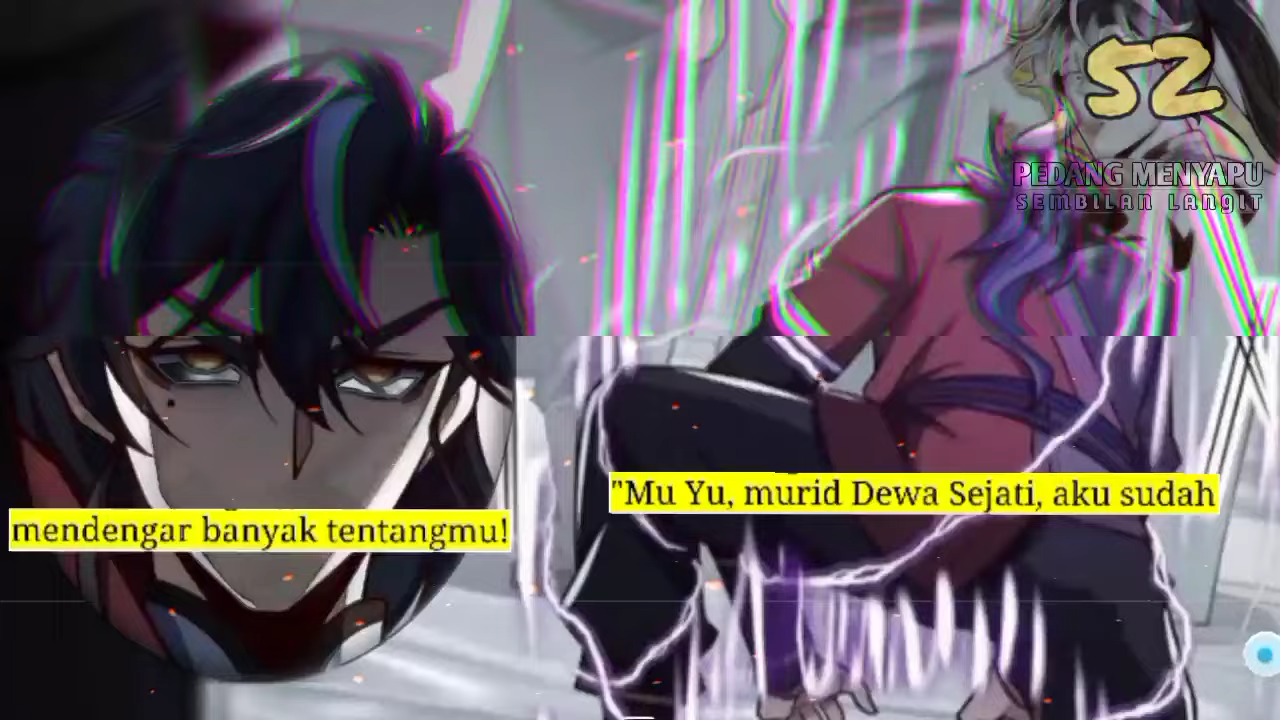 52
PEDANG MENYAPU
SEMBILAN LANGIT
"Mu Yu, murid Dewa Sejati, aku sudah
mendengar banyak tentangmu!